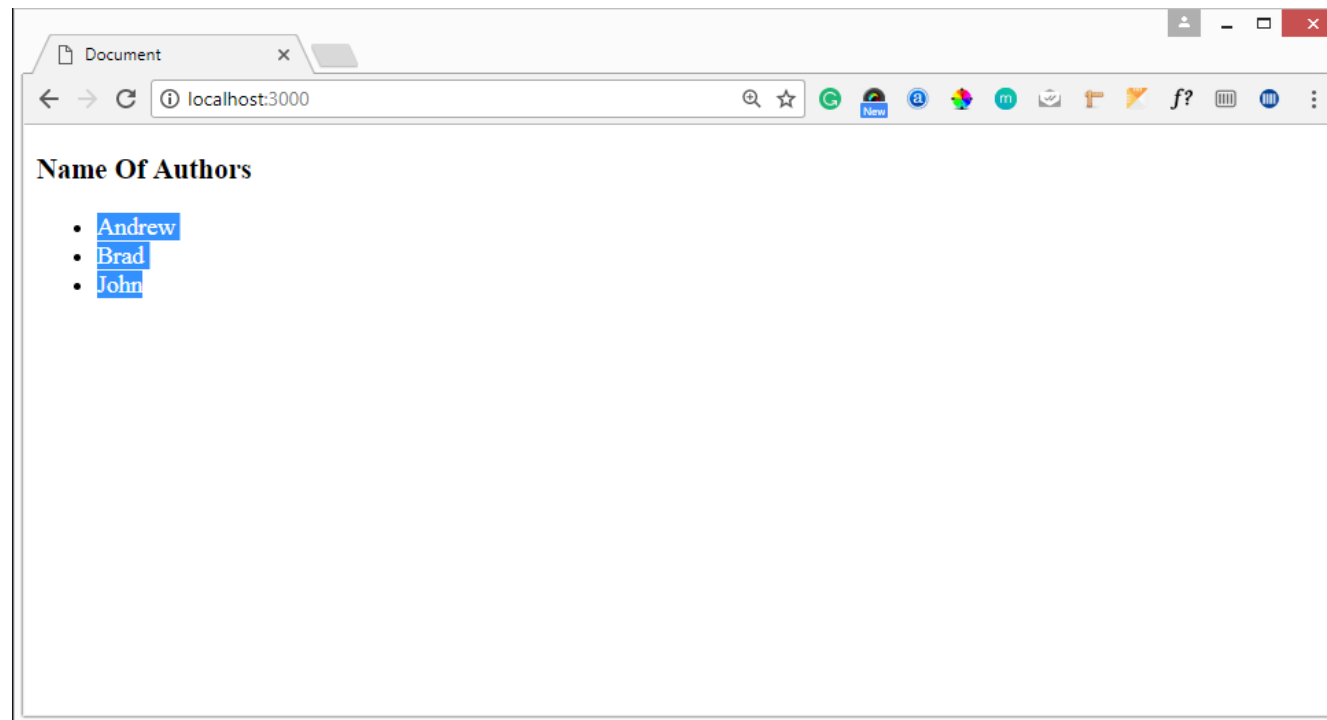 Document
localhost:3000
G New a m f?
Name Of Authors
Andrew
Brad
John